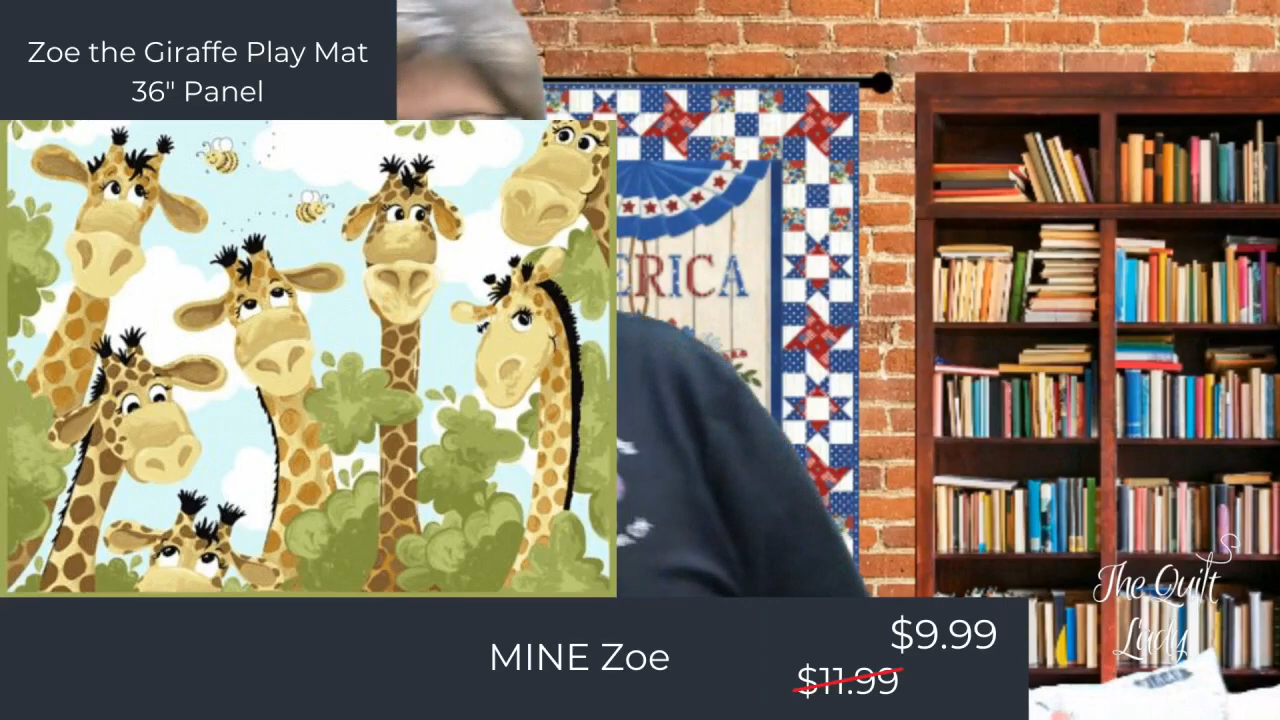 Zoe the Giraffe Play Mat
36" Panel
ERICA
MINE Zoe
$9.99
$11.99
The Quilt
Lady